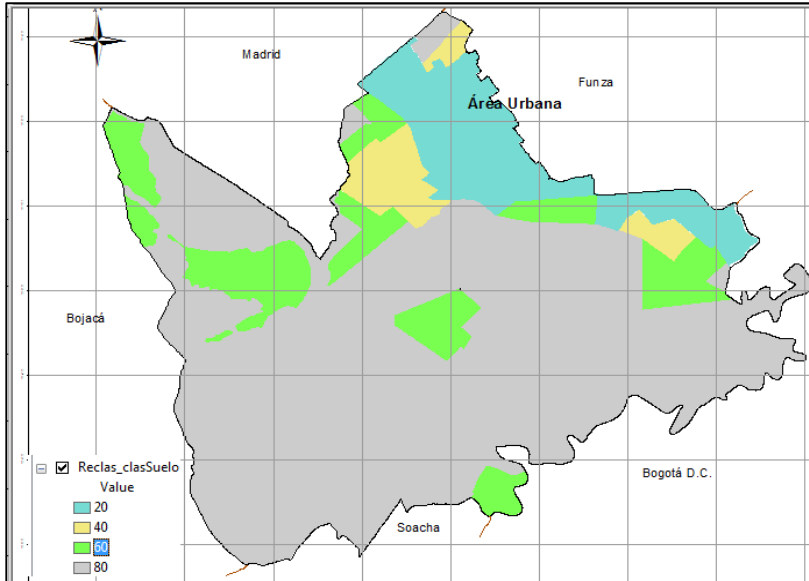 Madrid
Funza
Área Urbana
Bojacá
Reclas_clasSuelo
Value
20
40
60
80
Bogotá D.C.
Soacha